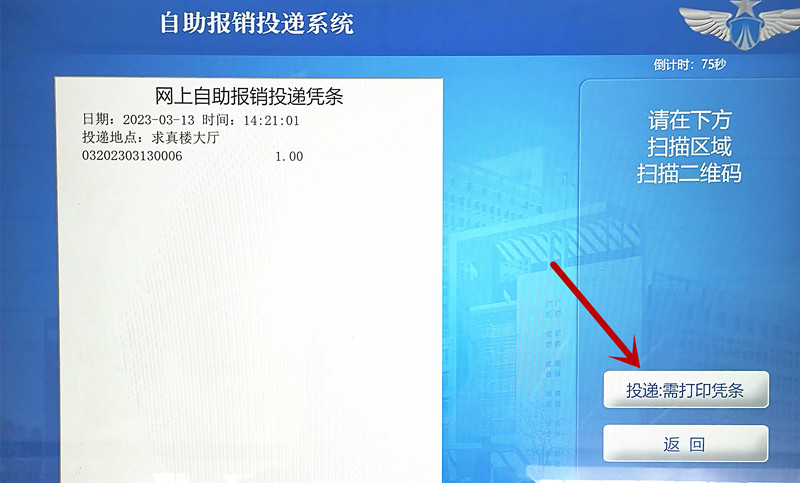 自助报销投递系统
倒计时：75秒
网上自助报销投递凭条
日期：2023-03-13 时间：14:21:01
投递地点：求真楼大厅
03202303130006 1.00
请在下方
扫描区域
扫描二维码
投递:需打印凭条
返 回